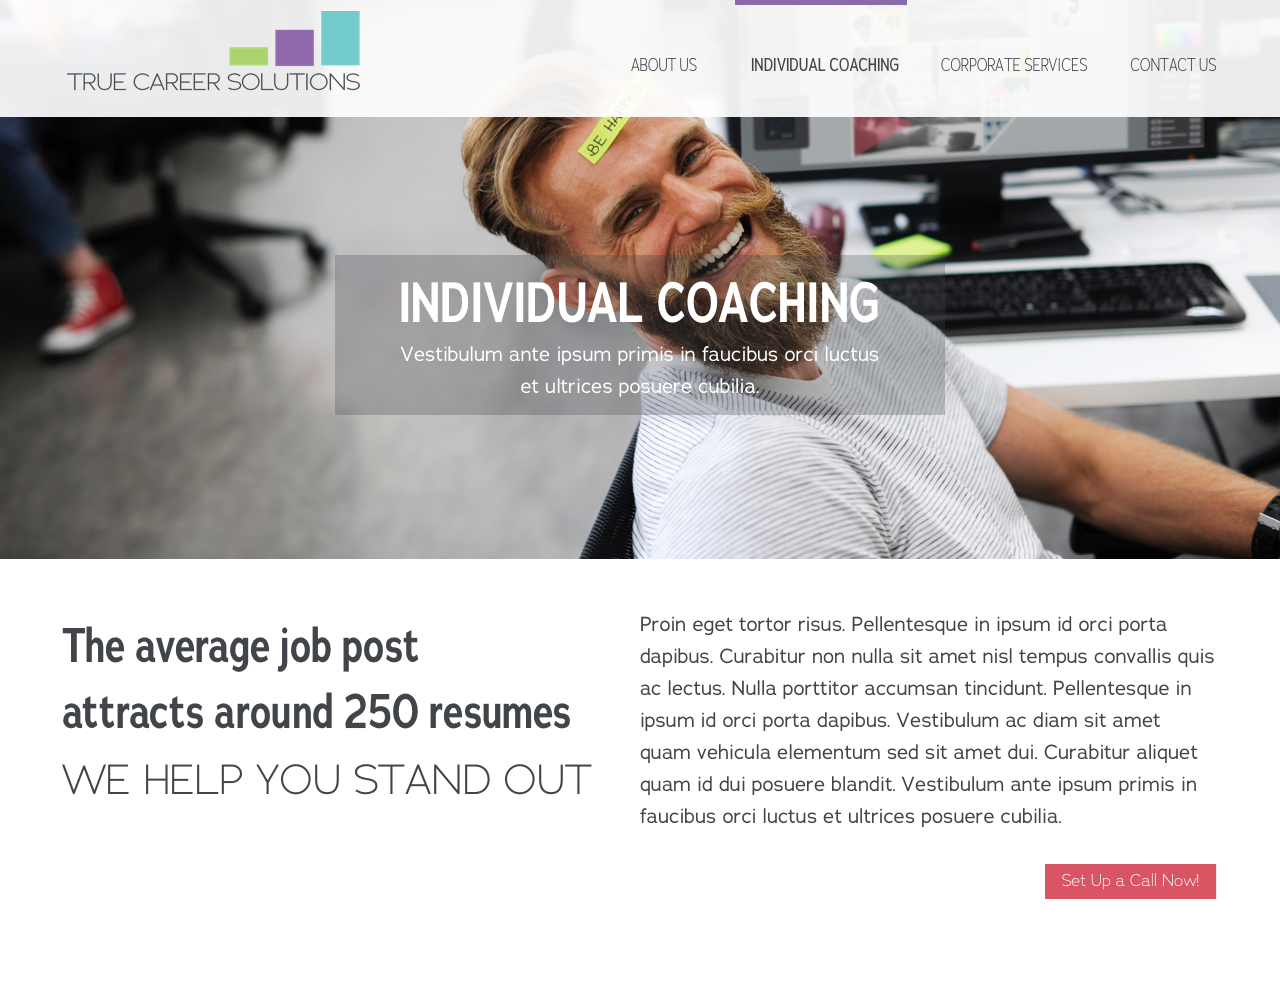 TRUE CAREER SOLUTIONS
ABOUT US
INDIVIDUAL COACHING
CORPORATE SERVICES
CONTACT US
BE
INDIVIDUAL COACHING
Vestibulum ante ipsum primis in faucibus orci luctus
et ultrices posuere cubilia.
The average job post
attracts around 250 resumes
WE HELP YOU STAND OUT
Proin eget tortor risus. Pellentesque in ipsum id orci porta
dapibus. Curabitur non nulla sit amet nisl tempus convallis quis
ac lectus. Nulla porttitor accumsan tincidunt. Pellentesque in
ipsum id orci porta dapibus. Vestibulum ac diam sit amet
quam vehicula elementum sed sit amet dui. Curabitur aliquet
quam id dui posuere blandit. Vestibulum ante ipsum primis in
faucibus orci luctus et ultrices posuere cubilia.
Set Up a Call Now!